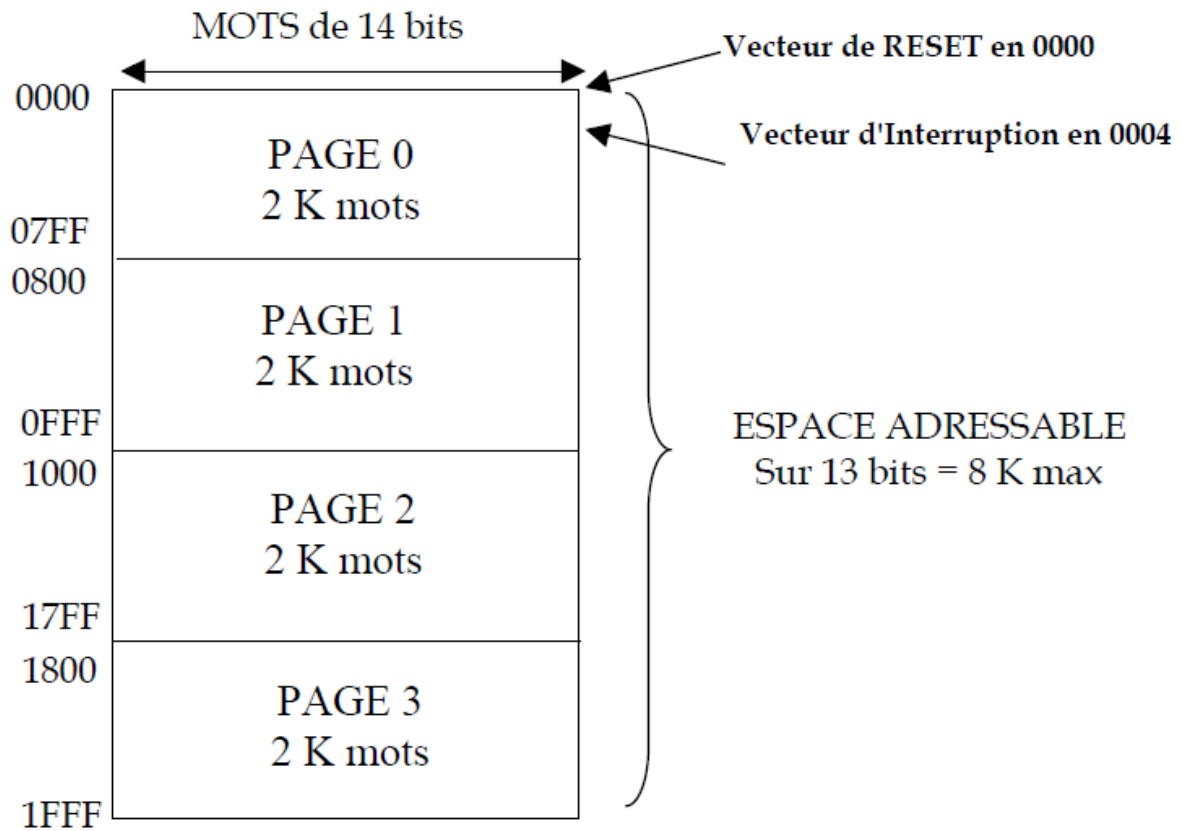 MOTS de 14 bits
Vecteur de RESET en 0000
0000
Vecteur d'Interruption en 0004
PAGE 0
2 K mots
07FF
0800
PAGE 1
2 K mots
0FFF
ESPACE ADRESSABLE
1000
Sur 13 bits = 8 K max
PAGE 2
2 K mots
17FF
1800
PAGE 3
2 K mots
1FFF